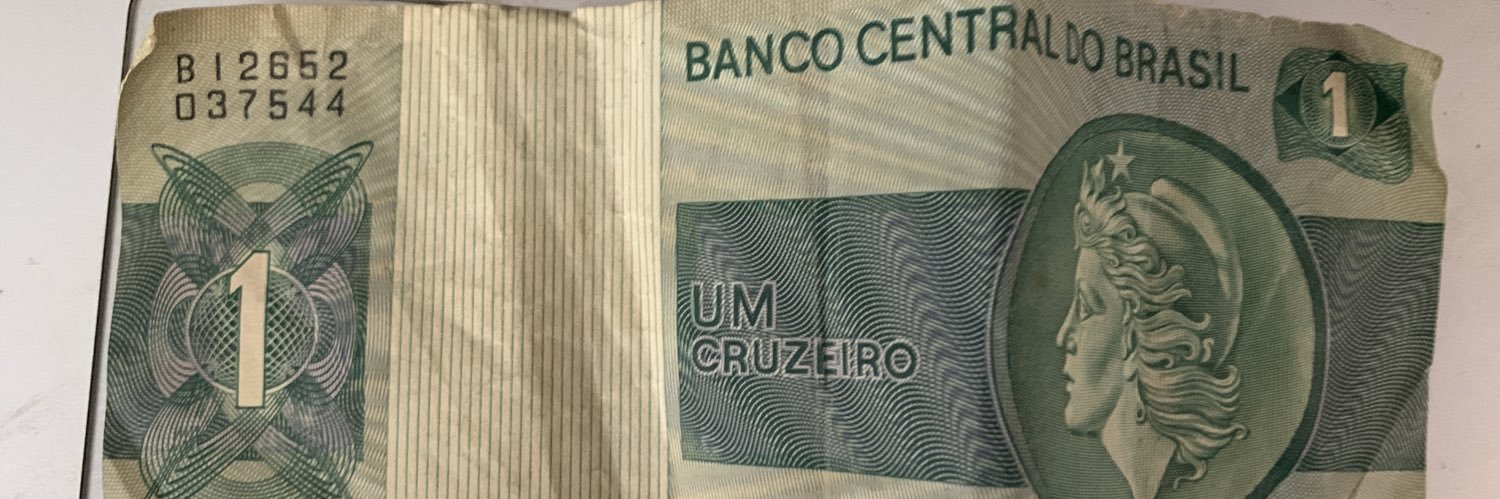 B12652
037544
BANCO CENTRAL DO BRASIL
1
1
UM
CRUZEIRO